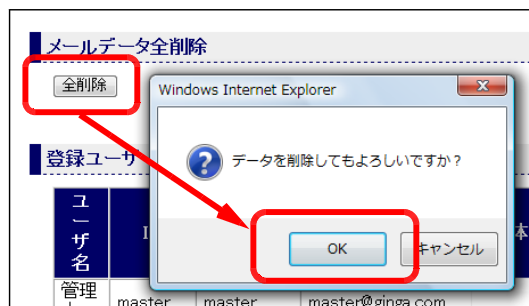 メールデータ全削除
全削除
Windows Internet Explorer
データを削除してもよろしいですか？
OK
キャンセル
登録ユーザ
ユーザ名
管理
master
master
master@ginga.com